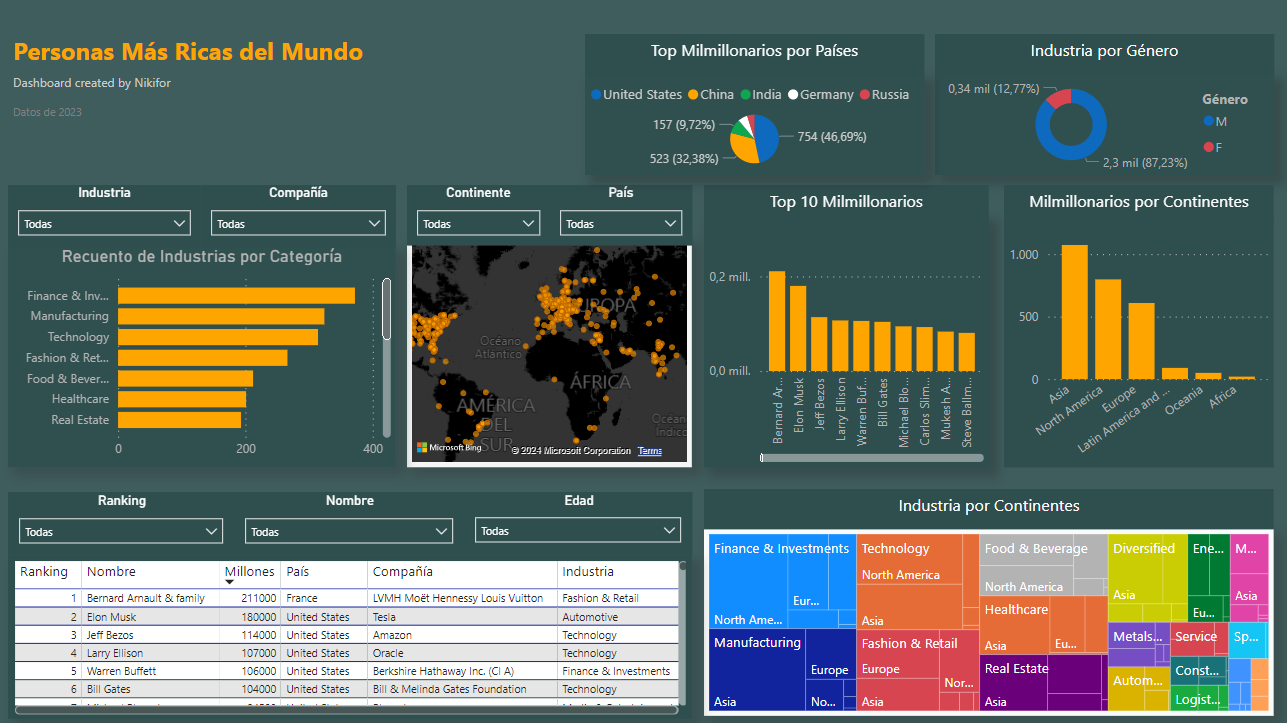 Personas Más Ricas del Mundo
Dashboard created by Nikifor
Datos de 2023
Top Milmillonarios por Países
United States China India Germany Russia
157 (9,72%)
754 (46,69%)
523 (32,38%)
Industria por Género
0,34 mil (12,77%)
Género
M
F
2,3 mil (87,23%)
Industria
Compañía
Todas
Todas
Recuento de Industrias por Categoría
Finance & Inv...
Manufacturing
Technology
Fashion & Ret...
Food & Bever...
Healthcare
Real Estate
0 200 400
Continente
País
Todas
Todas
EUROPA
Océano
Atlántico
ÁFRICA
AMÉRICA
DEL
SUR
Océano
Índico
Microsoft Bing
© 2024 Microsoft Corporation Terms
Top 10 Milmillonarios
0,2 mill.
0,0 mill.
Bernard Ar...
Elon Musk
Jeff Bezos
Larry Ellison
Warren Buf...
Bill Gates
Michael Blo...
Carlos Slim...
Mukesh A...
Steve Ballm...
Milmillonarios por Continentes
1.000
500
0
Asia
North America
Europe
Latin America and ...
Oceania
Africa
Ranking
Nombre
Edad
Todas
Todas
Todas
Ranking Nombre Millones País Compañía Industria
1 Bernard Arnault & family 211000 France LVMH Moët Hennessy Louis Vuitton Fashion & Retail
2 Elon Musk 180000 United States Tesla Automotive
3 Jeff Bezos 114000 United States Amazon Technology
4 Larry Ellison 107000 United States Oracle Technology
5 Warren Buffett 106000 United States Berkshire Hathaway Inc. (Cl A) Finance & Investments
6 Bill Gates 104000 United States Bill & Melinda Gates Foundation Technology
Industria por Continentes
Finance & Investments
Eur...
North Ame...
Manufacturing
Europe
Asia
No...
Technology
North America
Asia
Fashion & Retail
Europe
Nor...
Asia
Food & Beverage
North America
Healthcare
Asia
Eu...
Real Estate
Asia
Diversified
Asia
Ene...
Eu...
M...
Asia
Metals...
Autom...
Service
Const...
Logist...
Sp...